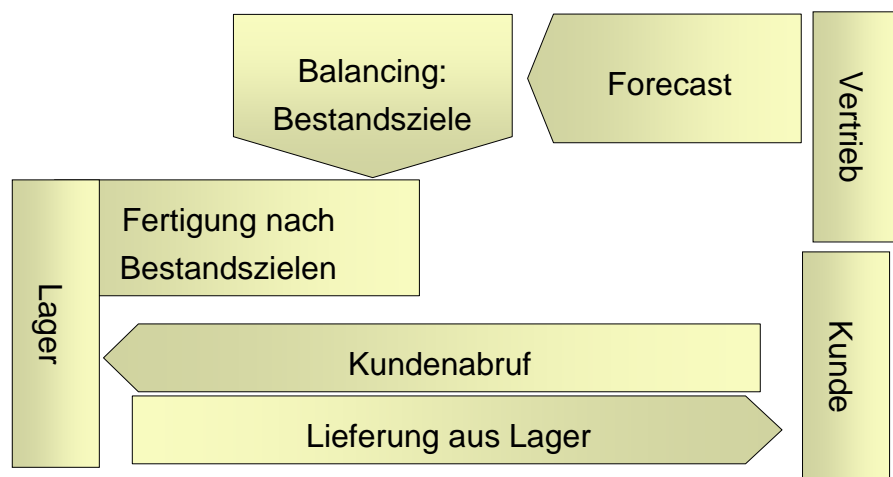 Balancing:
Bestandsziele
Forecast
Vertrieb
Fertigung nach
Bestandszielen
Lager
Kundenabruf
Kunde
Lieferung aus Lager